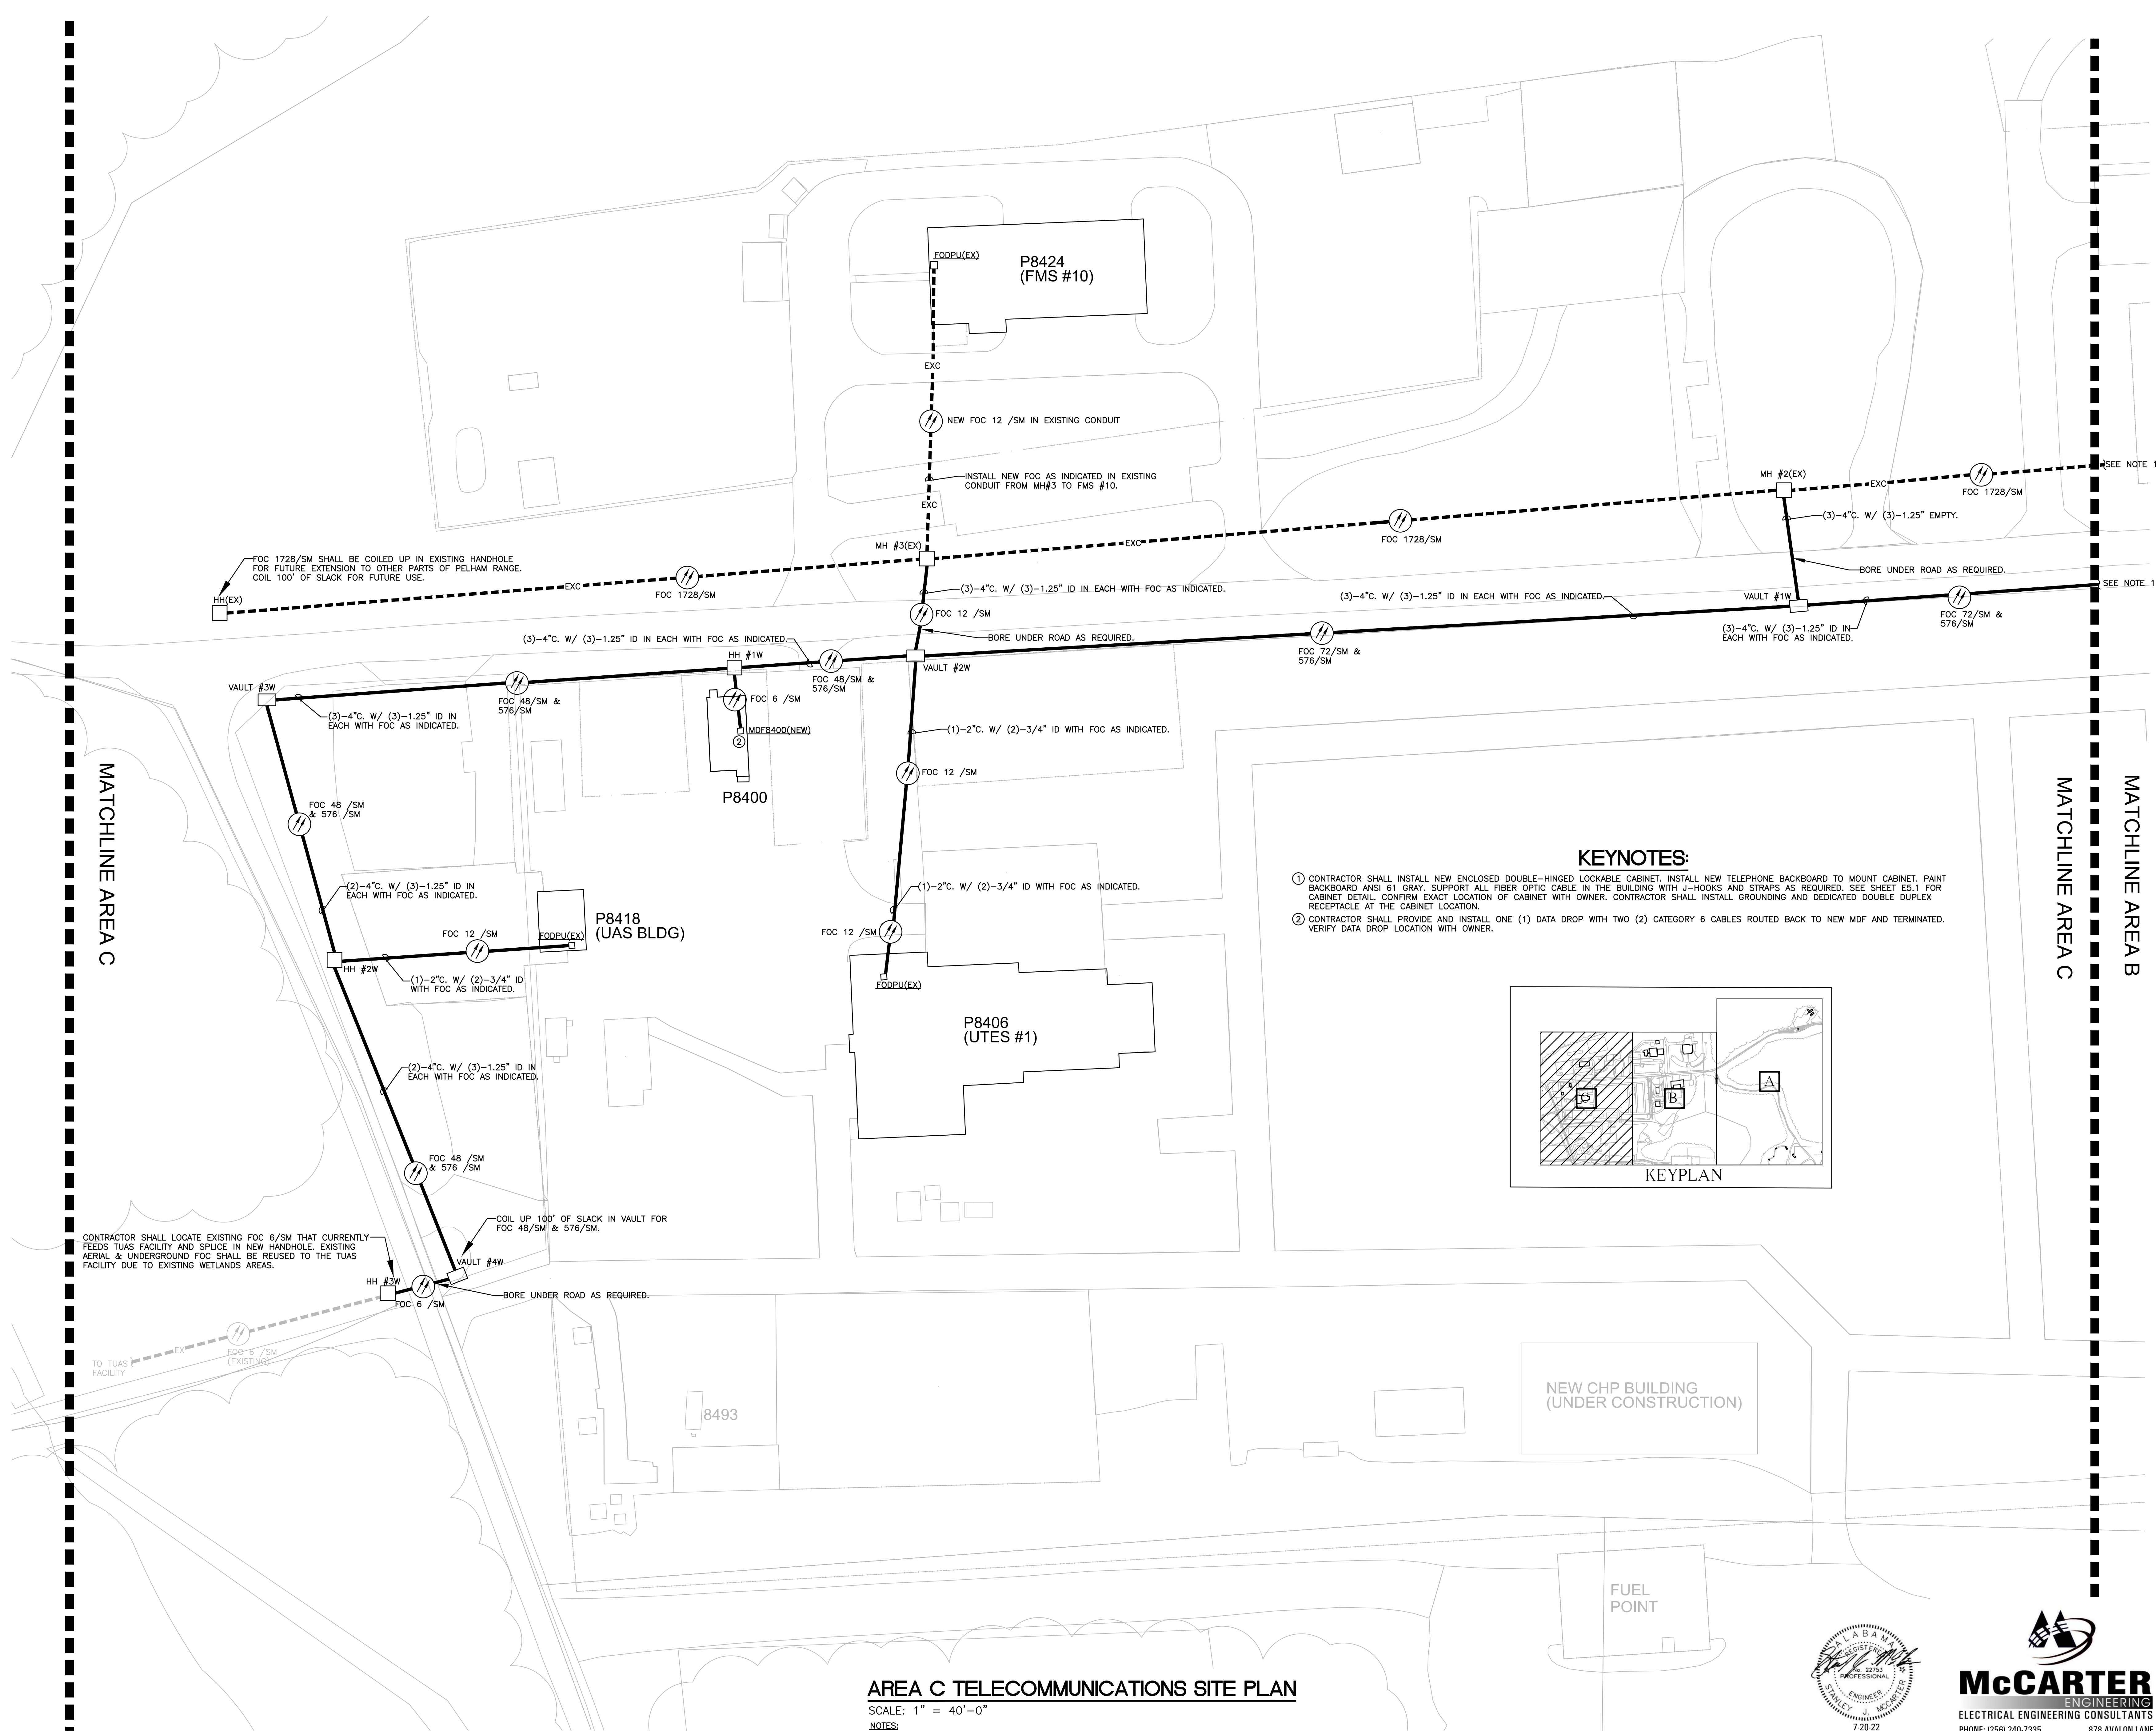 FODPU(EX)
P8424
(FMS #10)
EXC
NEW FOC 12 /SM IN EXISTING CONDUIT
INSTALL NEW FOC AS INDICATED IN EXISTING
CONDUIT FROM MH#3 TO FMS #10.
EXC
MH #2(EX)
EXC
FOC 1728/SM
SEE NOTE 1
(3)-4"C. W/ (3)-1.25" EMPTY.
FOC 1728/SM
MH #3(EX)
EXC
FOC 1728/SM SHALL BE COILED UP IN EXISTING HANDHOLE
FOR FUTURE EXTENSION TO OTHER PARTS OF PELHAM RANGE.
COIL 100' OF SLACK FOR FUTURE USE.
HH(EX)
EXC
FOC 1728/SM
BORE UNDER ROAD AS REQUIRED.
SEE NOTE 1
(3)-4"C. W/ (3)-1.25" ID IN EACH WITH FOC AS INDICATED.
(3)-4"C. W/ (3)-1.25" ID IN EACH WITH FOC AS INDICATED.
VAULT #1W
FOC 72/SM &
576/SM
(3)-4"C. W/ (3)-1.25" ID IN
EACH WITH FOC AS INDICATED.
FOC 12 /SM
BORE UNDER ROAD AS REQUIRED.
(3)-4"C. W/ (3)-1.25" ID IN EACH WITH FOC AS INDICATED.
FOC 72/SM &
576/SM
HH #1W
VAULT #2W
FOC 48/SM &
576/SM
VAULT #3W
FOC 48/SM &
576/SM
FOC 6 /SM
(3)-4"C. W/ (3)-1.25" ID IN
EACH WITH FOC AS INDICATED.
MDF8400(NEW)
2
(1)-2"C. W/ (2)-3/4" ID WITH FOC AS INDICATED.
FOC 12 /SM
P8400
FOC 48 /SM
& 576 /SM
MATCHLINE AREA C
MATCHLINE AREA C
MATCHLINE AREA B
KEYNOTES:
1 CONTRACTOR SHALL INSTALL NEW ENCLOSED DOUBLE-HINGED LOCKABLE CABINET. INSTALL NEW TELEPHONE BACKBOARD TO MOUNT CABINET. PAINT
BACKBOARD ANSI 61 GRAY. SUPPORT ALL FIBER OPTIC CABLE IN THE BUILDING WITH J-HOOKS AND STRAPS AS REQUIRED. SEE SHEET E5.1 FOR
CABINET DETAIL. CONFIRM EXACT LOCATION OF CABINET WITH OWNER. CONTRACTOR SHALL INSTALL GROUNDING AND DEDICATED DOUBLE DUPLEX
RECEPTACLE AT THE CABINET LOCATION.
2 CONTRACTOR SHALL PROVIDE AND INSTALL ONE (1) DATA DROP WITH TWO (2) CATEGORY 6 CABLES ROUTED BACK TO NEW MDF AND TERMINATED.
VERIFY DATA DROP LOCATION WITH OWNER.
(2)-4"C. W/ (3)-1.25" ID IN
EACH WITH FOC AS INDICATED.
(1)-2"C. W/ (2)-3/4" ID WITH FOC AS INDICATED.
P8418
(UAS BLDG)
FOC 12 /SM
FODPU(EX)
FOC 12 /SM
HH #2W
(1)-2"C. W/ (2)-3/4" ID
WITH FOC AS INDICATED.
FODPU(EX)
P8406
(UTES #1)
(2)-4"C. W/ (3)-1.25" ID IN
EACH WITH FOC AS INDICATED.
C
B
A
KEYPLAN
FOC 48 /SM
& 576 /SM
COIL UP 100' OF SLACK IN VAULT FOR
FOC 48/SM & 576/SM.
CONTRACTOR SHALL LOCATE EXISTING FOC 6/SM THAT CURRENTLY
FEEDS TUAS FACILITY AND SPLICE IN NEW HANDHOLE. EXISTING
AERIAL & UNDERGROUND FOC SHALL BE REUSED TO THE TUAS
FACILITY DUE TO EXISTING WETLANDS AREAS.
VAULT #4W
HH #3W
BORE UNDER ROAD AS REQUIRED.
FOC 6 /SM
EX
FOC 6 /SM
(EXISTING)
TO TUAS
FACILITY
8493
NEW CHP BUILDING
(UNDER CONSTRUCTION)
FUEL
POINT
AREA C TELECOMMUNICATIONS SITE PLAN
SCALE: 1" = 40'-0"
NOTES:
ALABAMA
REGISTERED
No. 22753
PROFESSIONAL
ENGINEER
STANLEY J. McCARTER
7-20-22
McCARTER
ENGINEERING
ELECTRICAL ENGINEERING CONSULTANTS
PHONE: (256) 240-7335 878 AVALON LANE